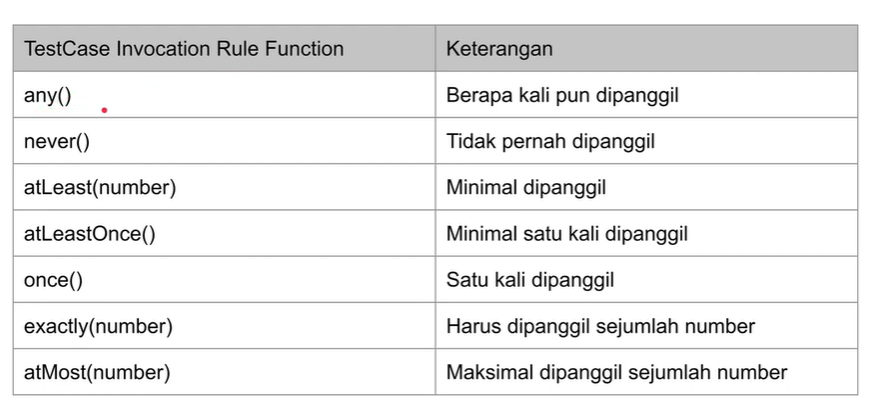 TestCase Invocation Rule Function Keterangan
any() Berapa kali pun dipanggil
never() Tidak pernah dipanggil
atLeast(number) Minimal dipanggil
atLeastOnce() Minimal satu kali dipanggil
once() Satu kali dipanggil
exactly(number) Harus dipanggil sejumlah number
atMost(number) Maksimal dipanggil sejumlah number